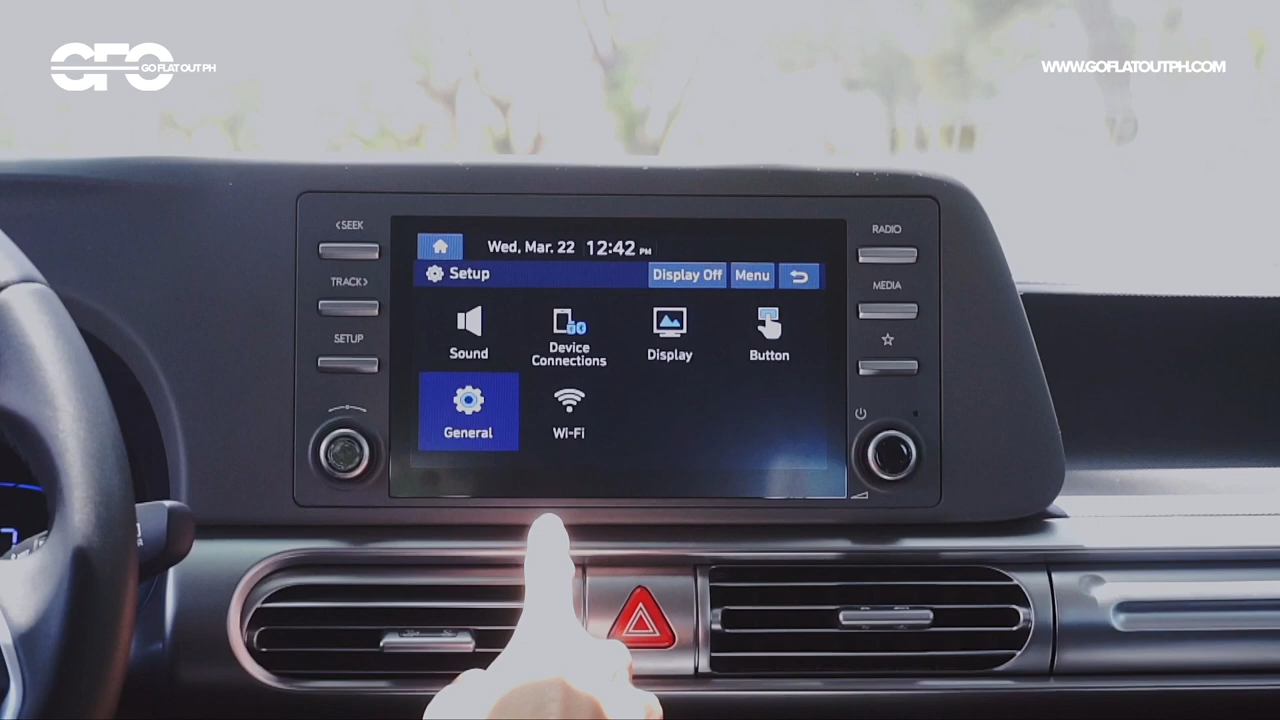 GFO
GO FLAT OUT PH
WWW.GOFLATOUTPH.COM
<SEEK
TRACK>
SETUP
Wed, Mar. 22 12:42 PM
Setup
Display Off
Menu
Sound
Device
Connections
Display
Button
General
Wi-Fi
RADIO
MEDIA
7